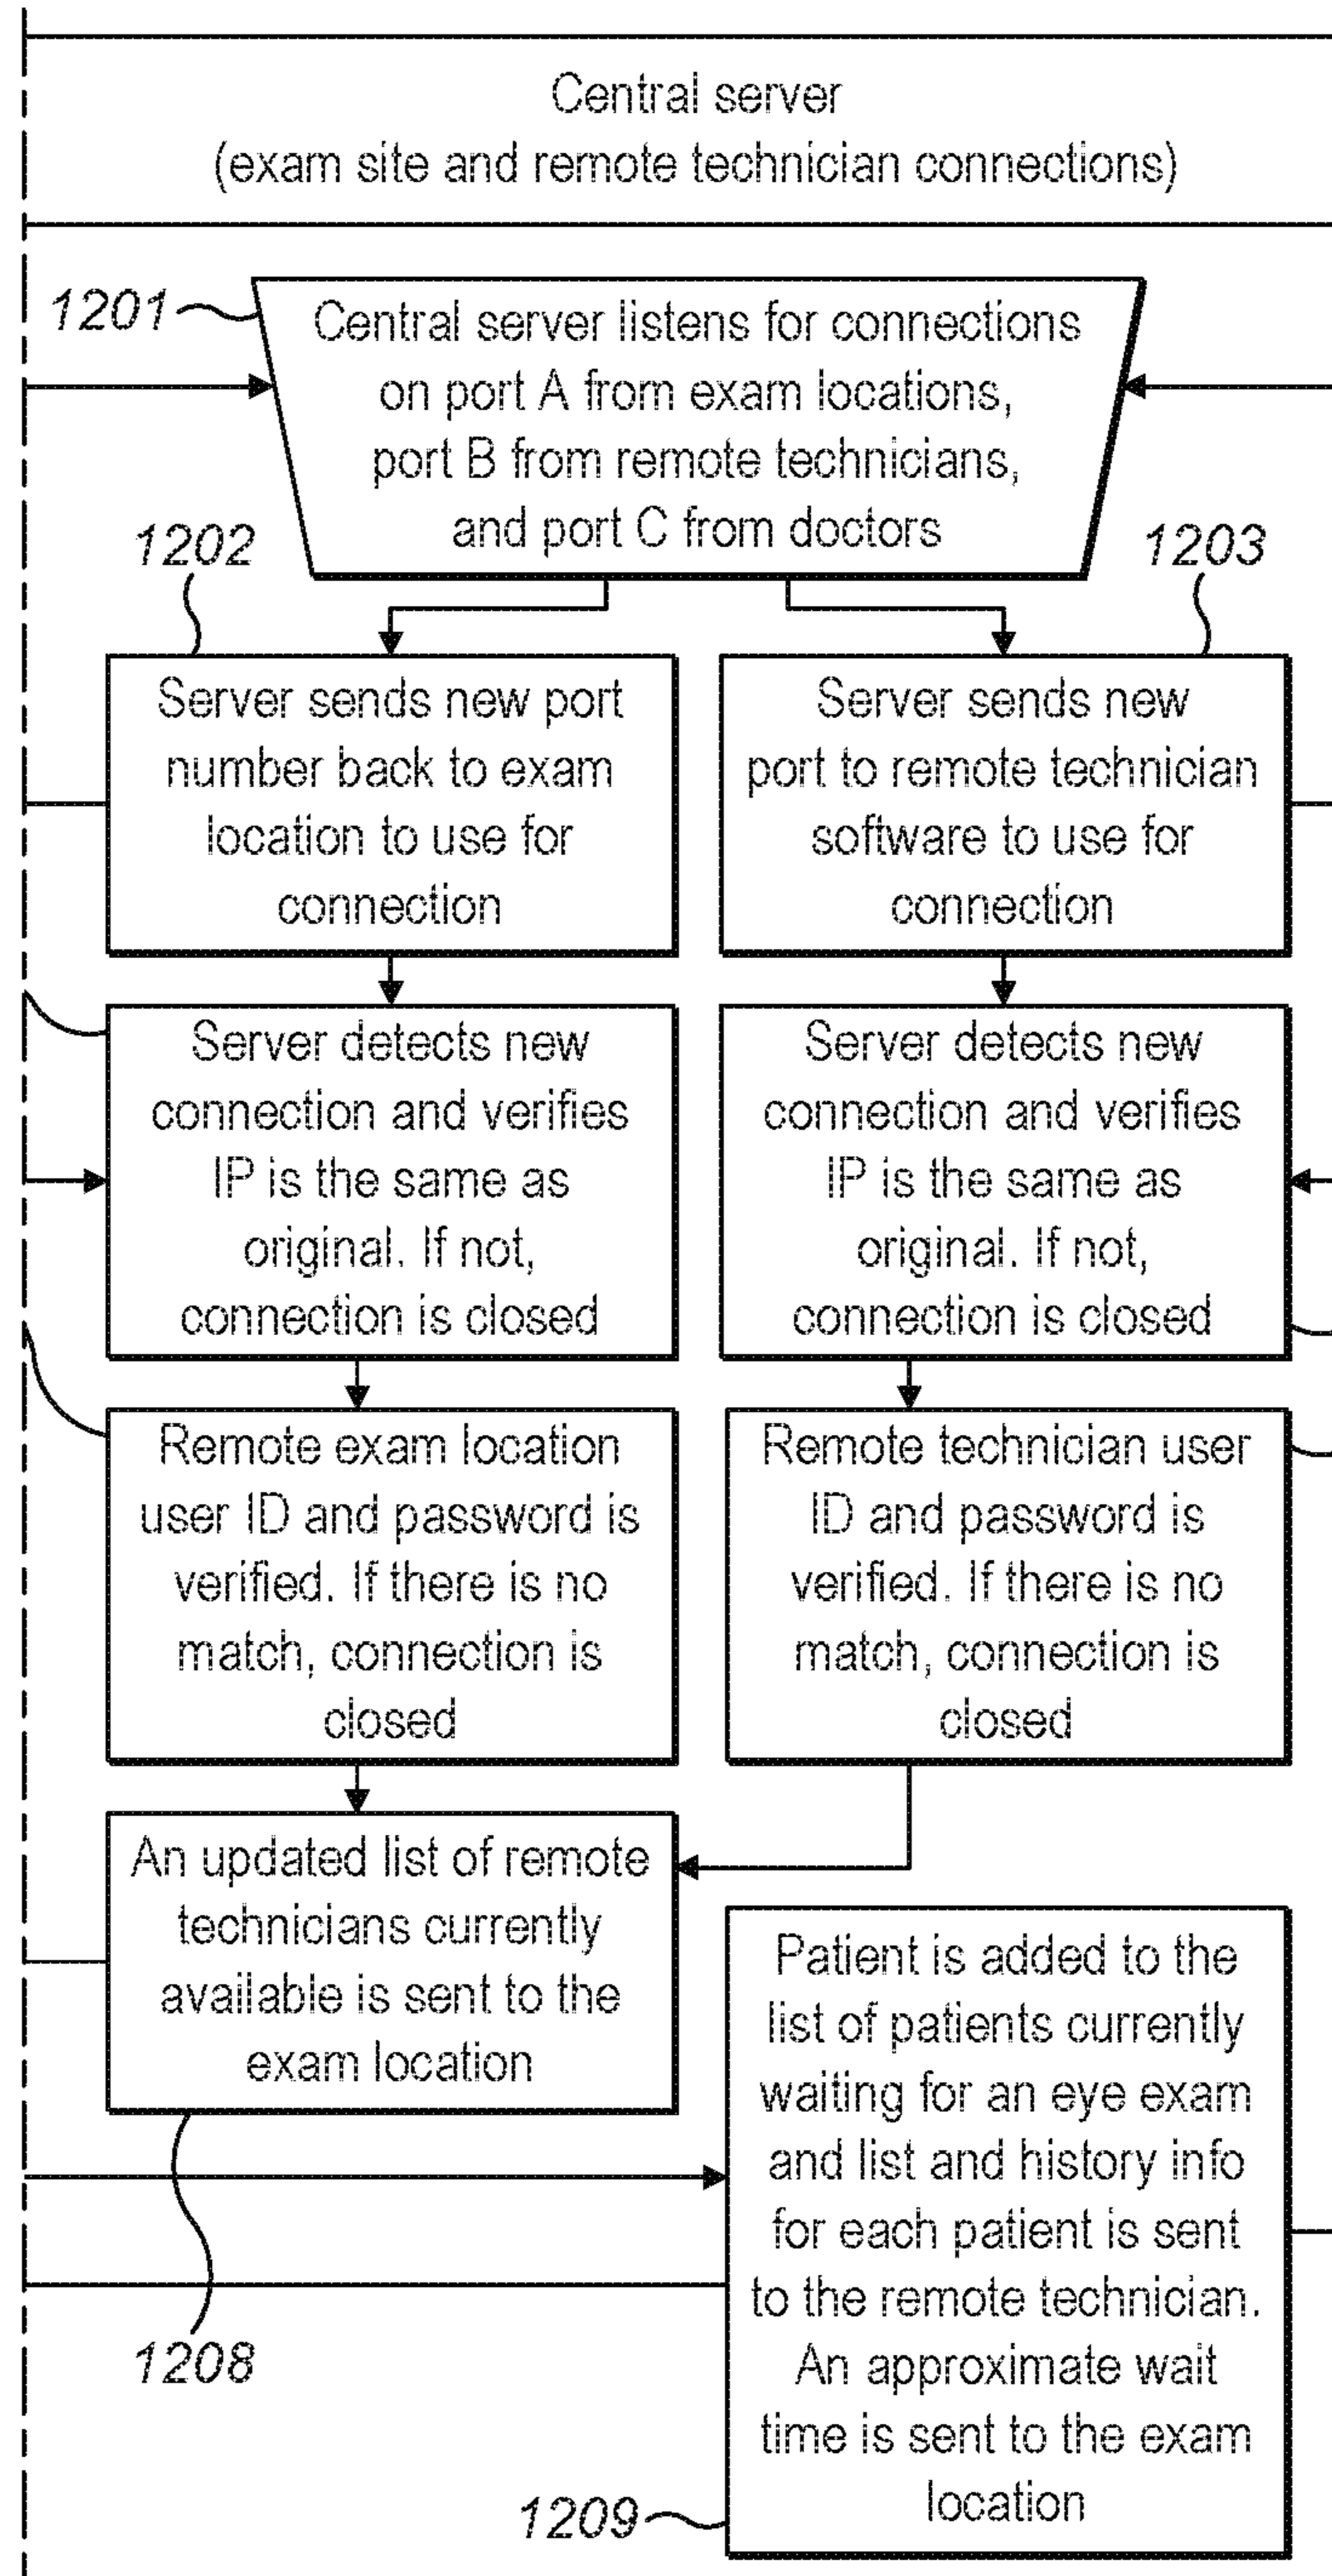 Central server
(exam site and remote technician connections)
1201
Central server listens for connections
on port A from exam locations,
port B from remote technicians,
and port C from doctors
1202
1203
Server sends new port
number back to exam
location to use for
connection
Server sends new
port to remote technician
software to use for
connection
Server detects new
connection and verifies
IP is the same as
original. If not,
connection is closed
Server detects new
connection and verifies
IP is the same as
original. If not,
connection is closed
Remote exam location
user ID and password is
verified. If there is no
match, connection is
closed
Remote technician user
ID and password is
verified. If there is no
match, connection is
closed
An updated list of remote
technicians currently
available is sent to the
exam location
1208
Patient is added to the
list of patients currently
waiting for an eye exam
and list and history info
for each patient is sent
to the remote technician.
An approximate wait
time is sent to the exam
location
1209